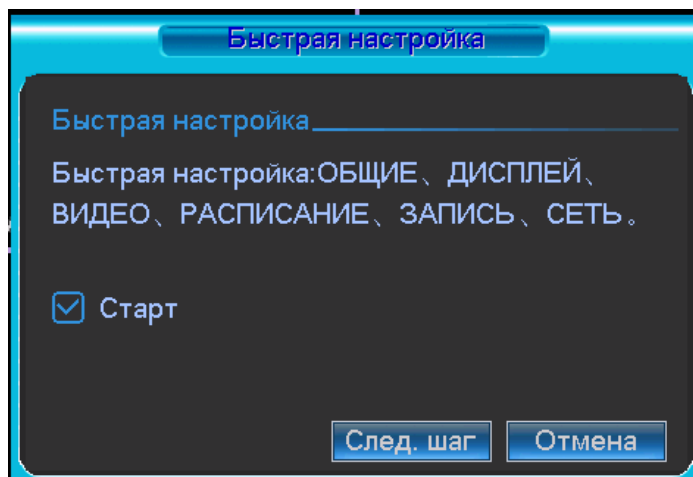 Быстрая настройка
Быстрая настройка
Быстрая настройка:ОБЩИЕ、ДИСПЛЕЙ、
ВИДЕО、РАСПИСАНИЕ、ЗАПИСЬ、СЕТЬ。
Старт
След. шаг Отмена